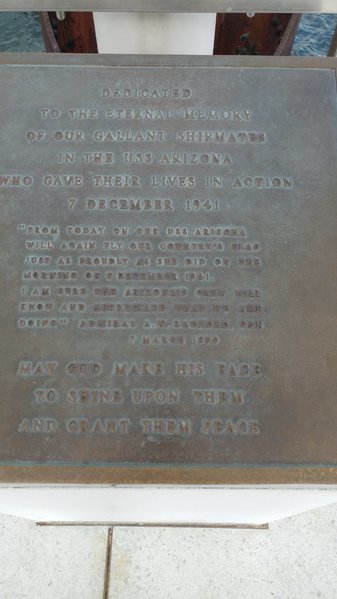 DEDICATED
TO THE ETERNAL MEMORY
OF OUR GALLANT SHIPMATES
IN THE USS ARIZONA
WHO GAVE THEIR LIVES IN ACTION
7 DECEMBER 1941
"FROM TODAY ON THE USS ARIZONA
WILL AGAIN FLY OUR COUNTRY'S FLAG
JUST AS PROUDLY AS SHE DID ON THE
MORNING OF 7 DECEMBER 1941.
I AM SURE THE ARIZONA'S CREW WILL
KNOW AND APPRECIATE WHAT WE ARE
DOING" ADMIRAL A.W. RADFORD, USN
7 MARCH 1950
MAY GOD MAKE HIS FACE
TO SHINE UPON THEM
AND GRANT THEM PEACE